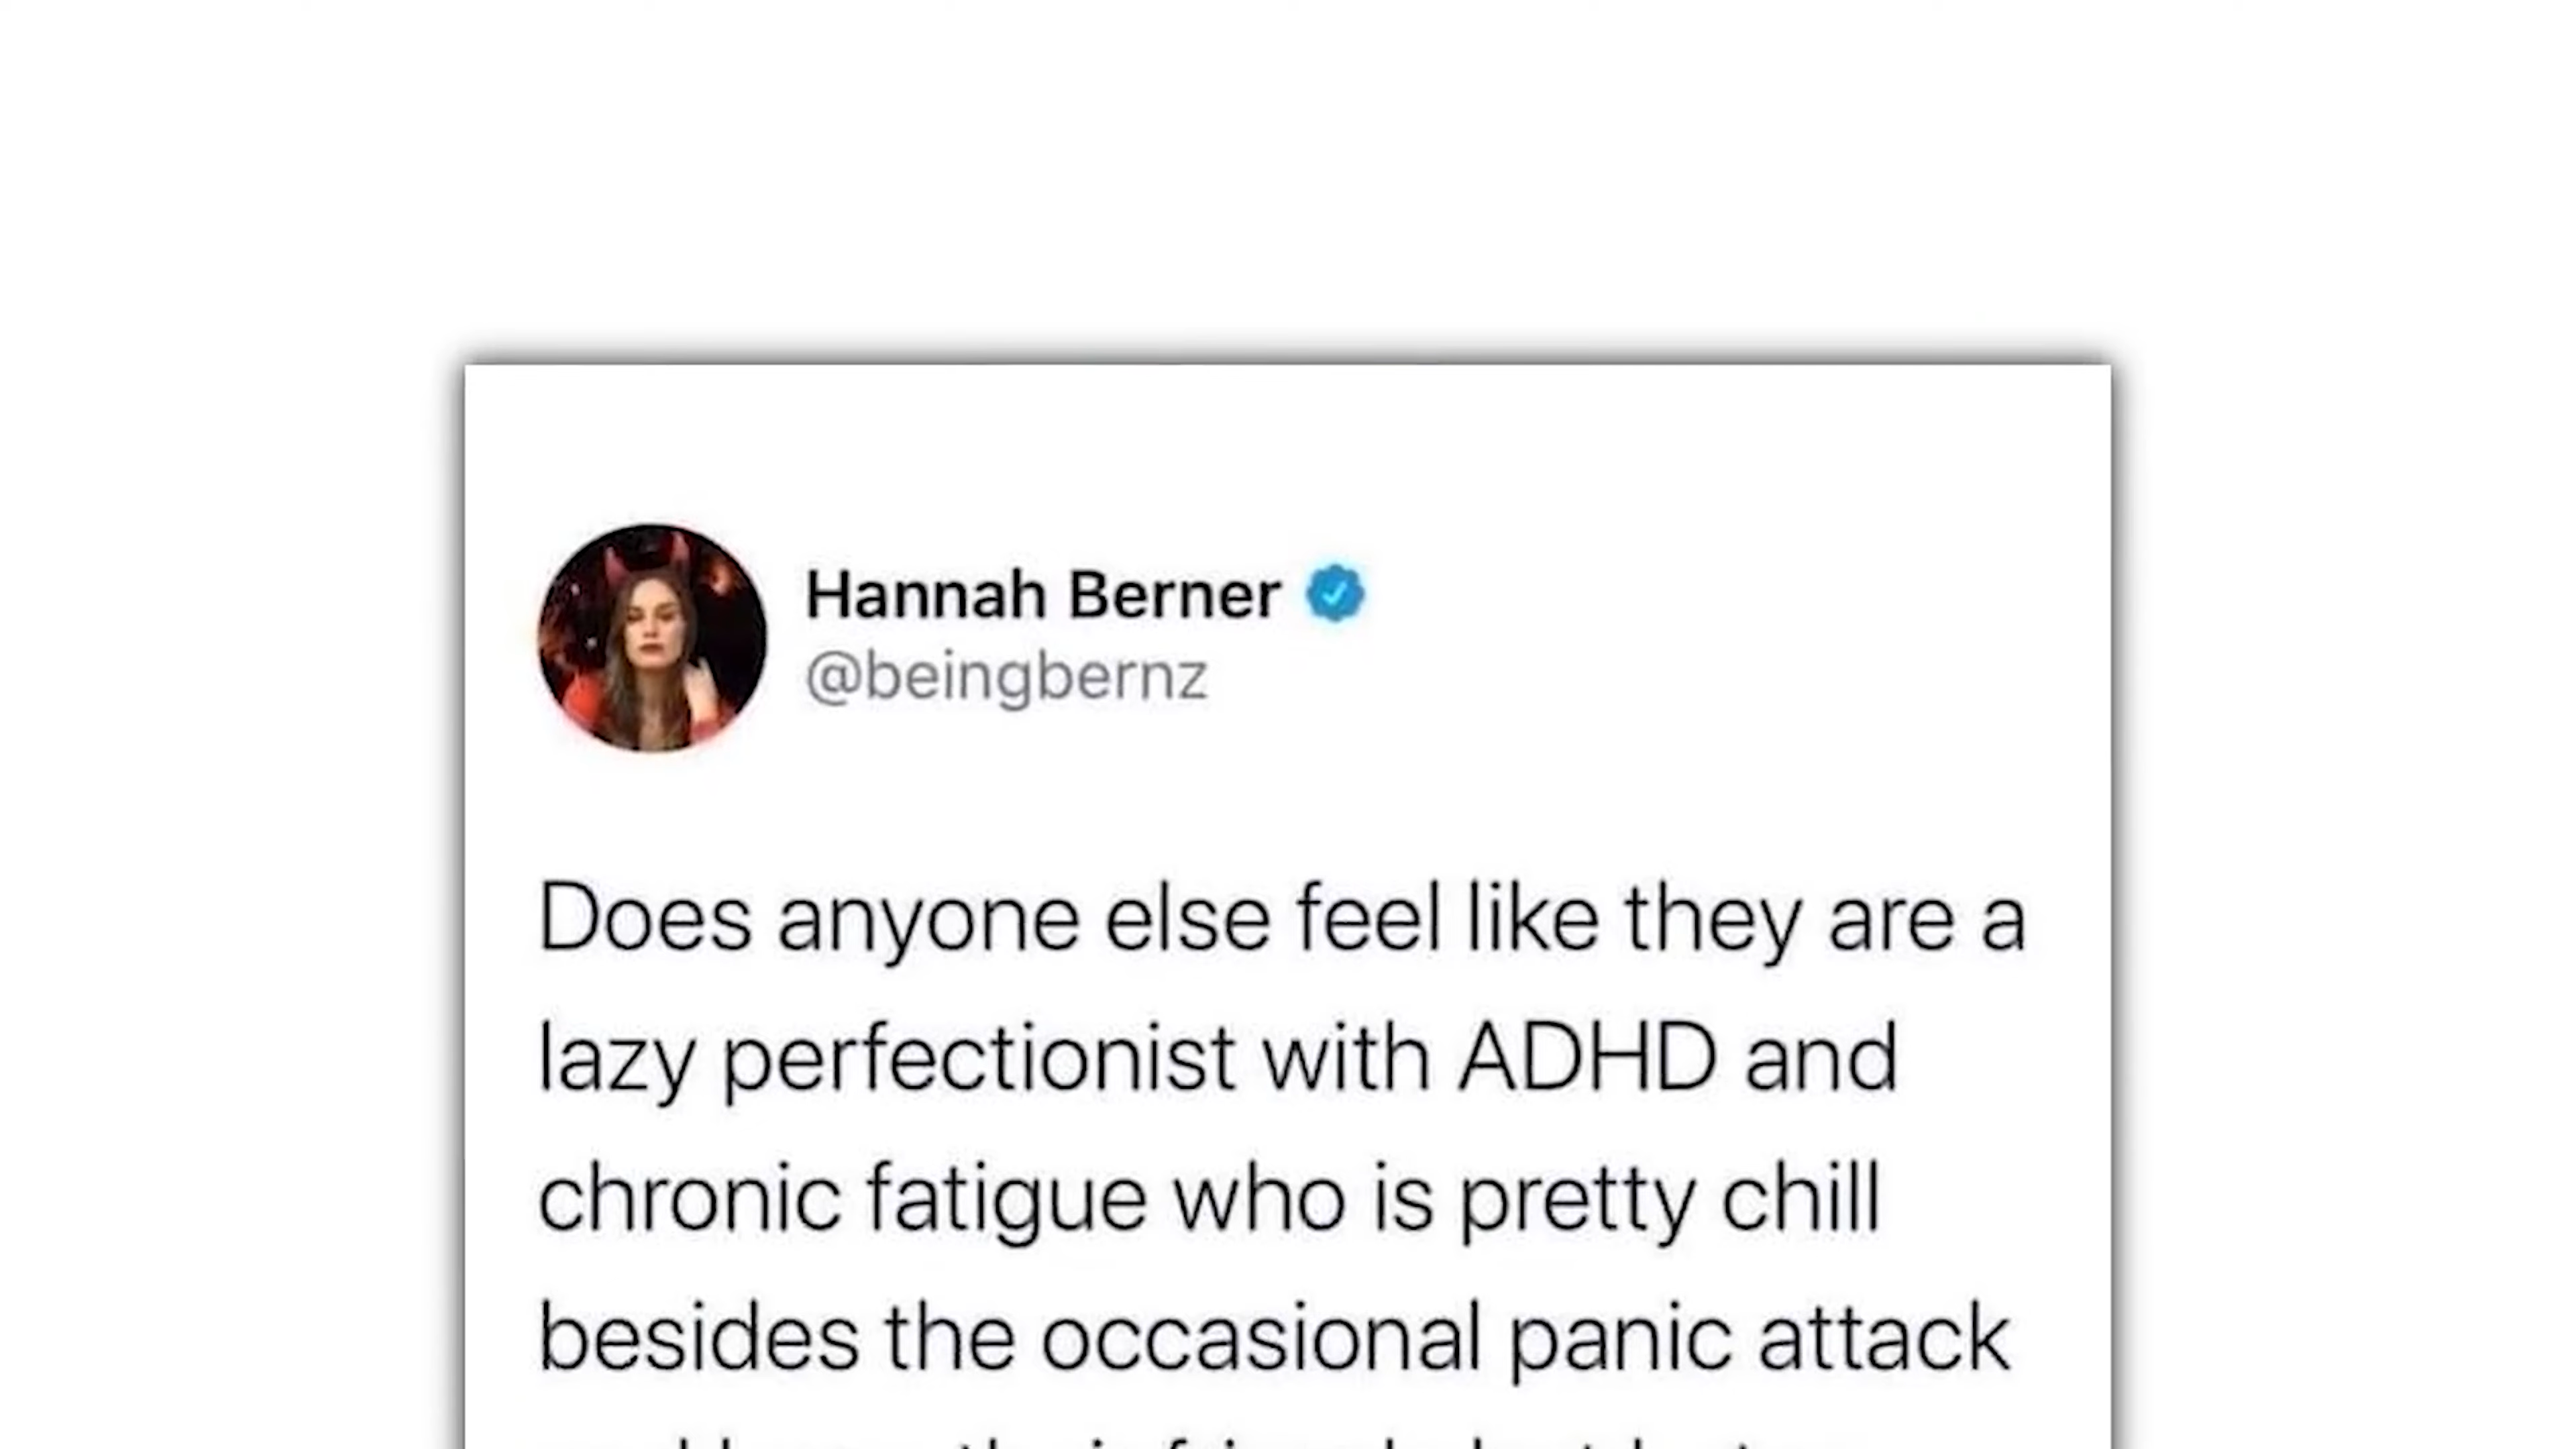 Hannah Berner
@beingbernz
Does anyone else feel like they are a
lazy perfectionist with ADHD and
chronic fatigue who is pretty chill
besides the occasional panic attack